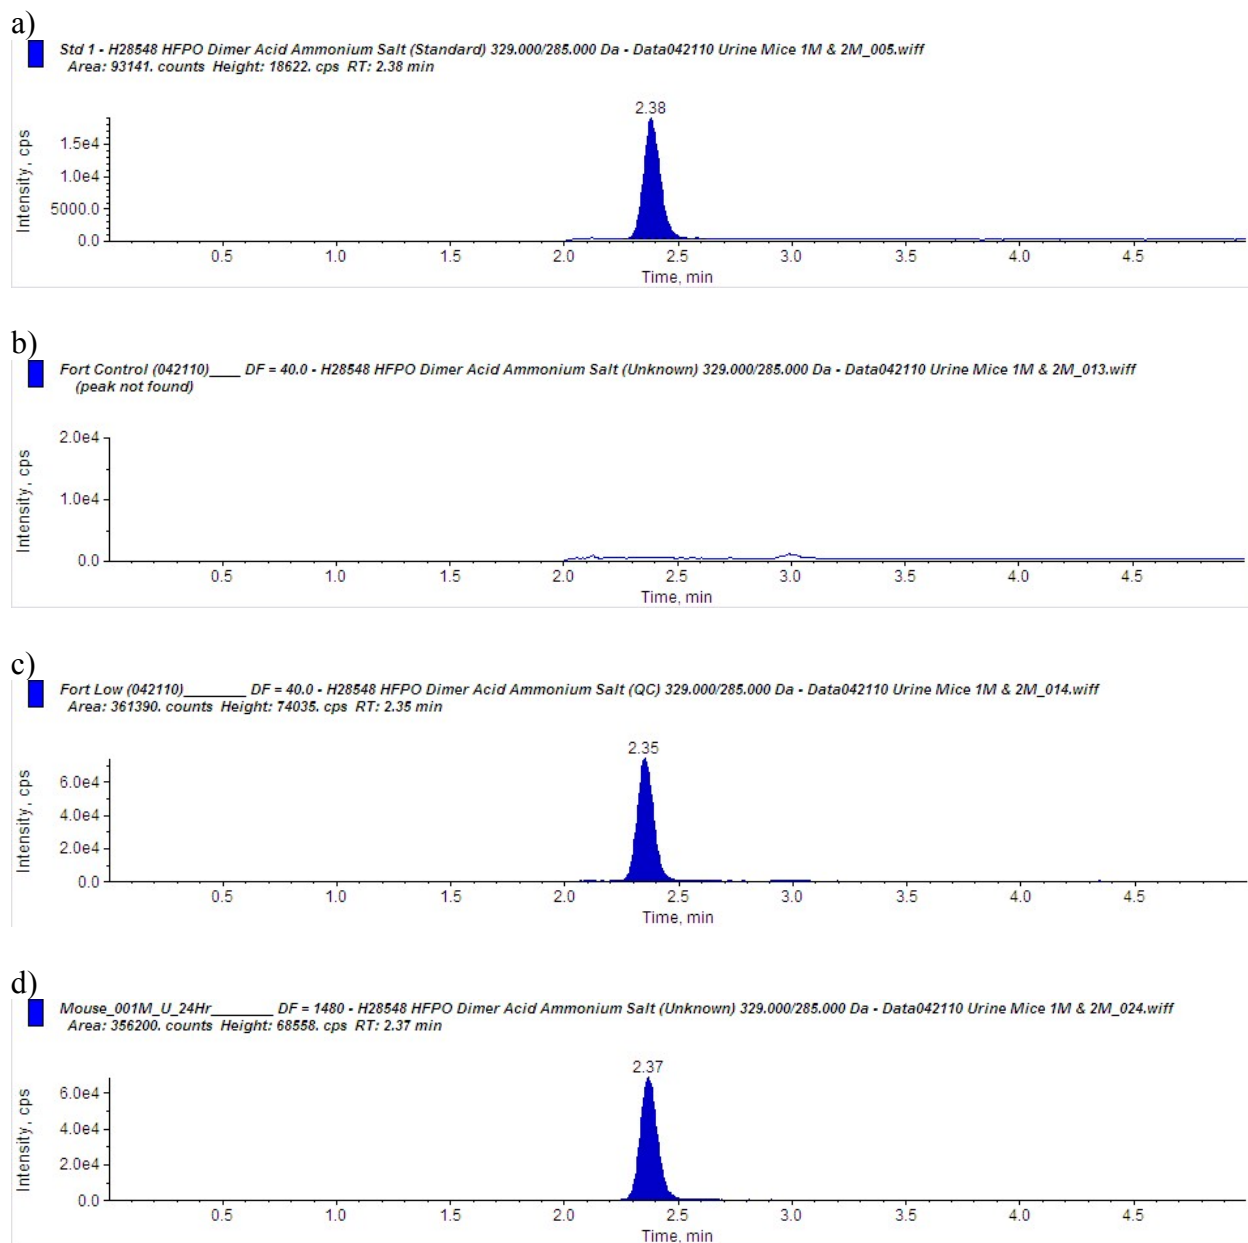 a)
Std 1 - H28548 HFPO Dimer Acid Ammonium Salt (Standard) 329.000/285.000 Da - Data042110 Urine Mice 1M & 2M_005.wiff
Area: 93141. counts Height: 18622. cps RT: 2.38 min
2.38
Intensity, cps
1.5e4
1.0e4
5000.0
0.0
0.5 1.0 1.5 2.0 2.5 3.0 3.5 4.0 4.5
Time, min
b)
Fort Control (042110)____ DF = 40.0 - H28548 HFPO Dimer Acid Ammonium Salt (Unknown) 329.000/285.000 Da - Data042110 Urine Mice 1M & 2M_013.wiff
(peak not found)
Intensity, cps
2.0e4
1.0e4
0.0
0.5 1.0 1.5 2.0 2.5 3.0 3.5 4.0 4.5
Time, min
c)
Fort Low (042110)________ DF = 40.0 - H28548 HFPO Dimer Acid Ammonium Salt (QC) 329.000/285.000 Da - Data042110 Urine Mice 1M & 2M_014.wiff
Area: 361390. counts Height: 74035. cps RT: 2.35 min
2.35
Intensity, cps
6.0e4
4.0e4
2.0e4
0.0
0.5 1.0 1.5 2.0 2.5 3.0 3.5 4.0 4.5
Time, min
d)
Mouse_001M_U_24Hr________ DF = 1480 - H28548 HFPO Dimer Acid Ammonium Salt (Unknown) 329.000/285.000 Da - Data042110 Urine Mice 1M & 2M_024.wiff
Area: 356200. counts Height: 68558. cps RT: 2.37 min
2.37
Intensity, cps
6.0e4
4.0e4
2.0e4
0.0
0.5 1.0 1.5 2.0 2.5 3.0 3.5 4.0 4.5
Time, min